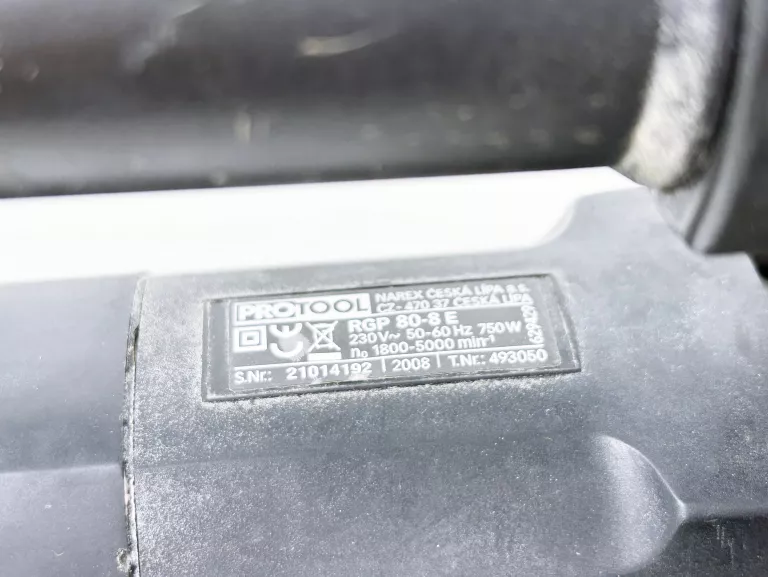 PROTOOL NAREX ČESKÁ LÍPA a.s.
CZ- 470 37 ČESKÁ LÍPA
RGP 80-8 E
230V~ 50-60 Hz 750W
n₀ 1800-5000 min⁻¹
S.Nr.: 21014192 | 2008 | T.Nr.: 493050